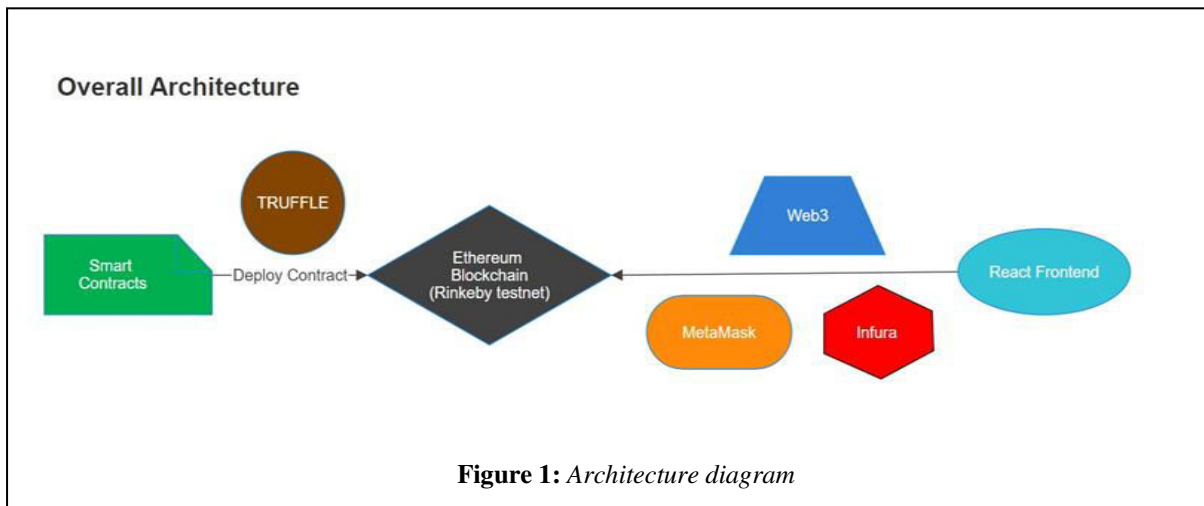 Overall Architecture
TRUFFLE
Smart
Contracts
Deploy Contract
Ethereum
Blockchain
(Rinkeby testnet)
Web3
MetaMask
Infura
React Frontend
Figure 1: Architecture diagram